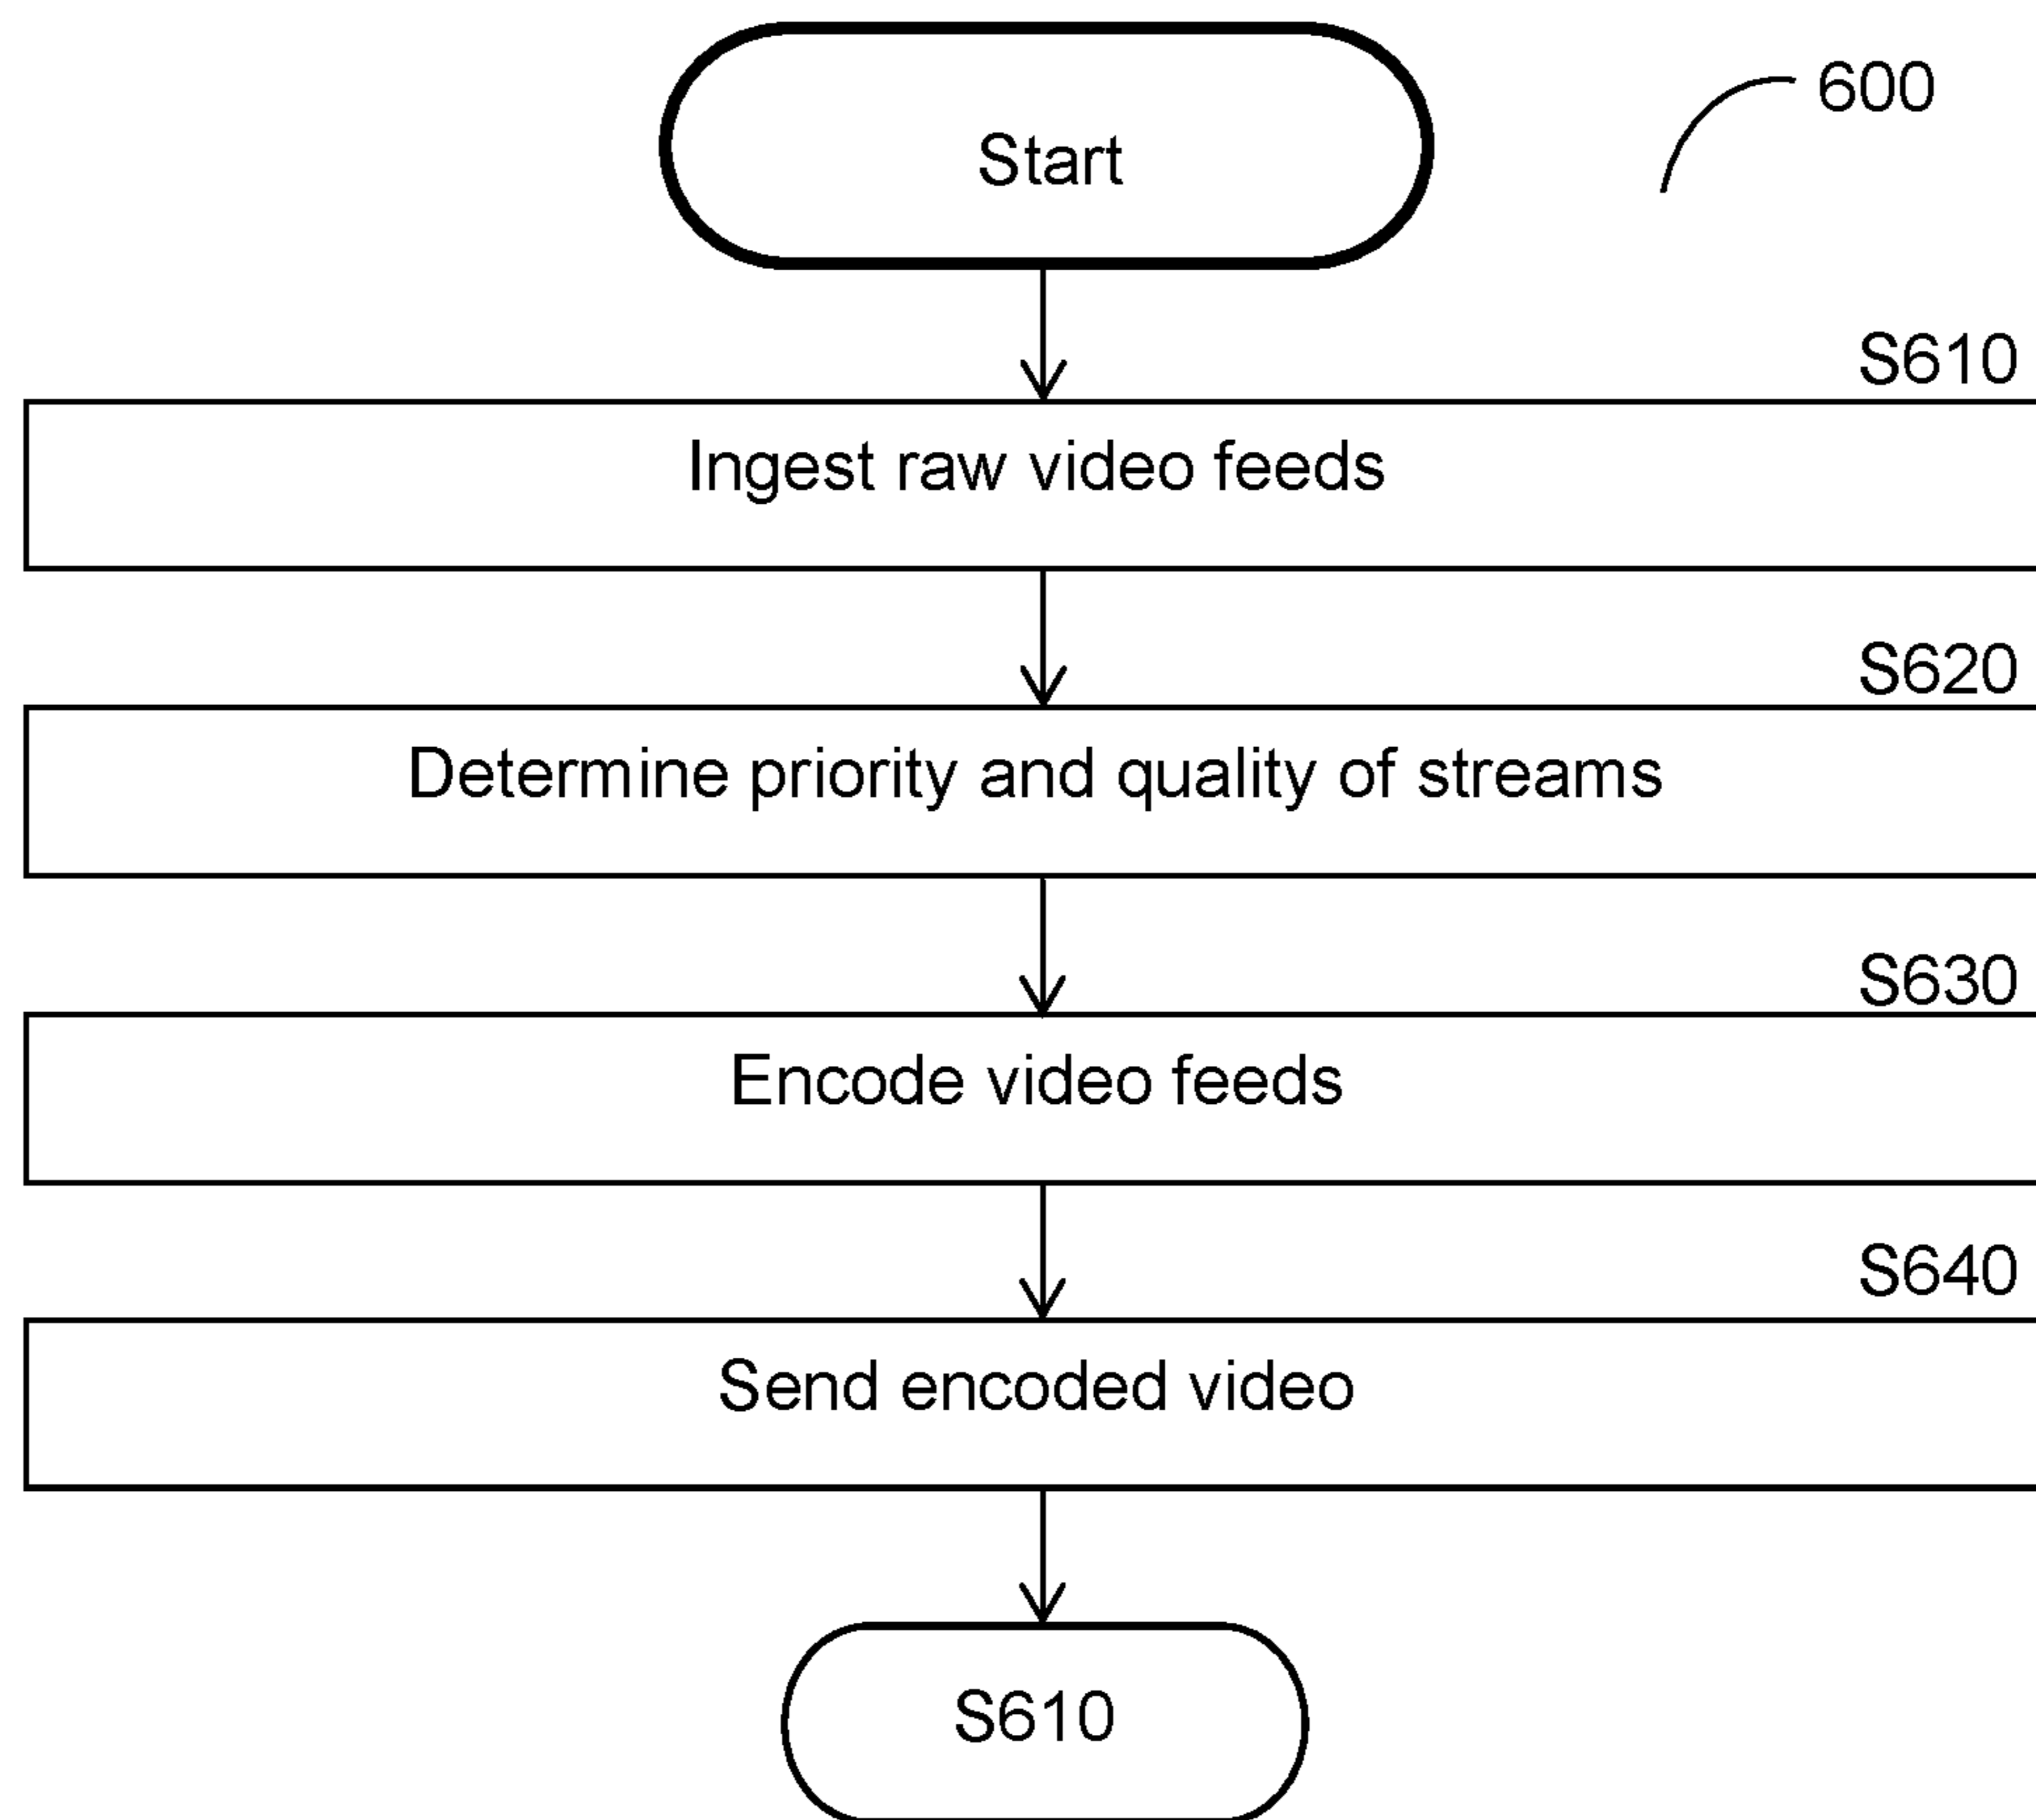 Start
600
S610
Ingest raw video feeds
S620
Determine priority and quality of streams
S630
Encode video feeds
S640
Send encoded video
S610